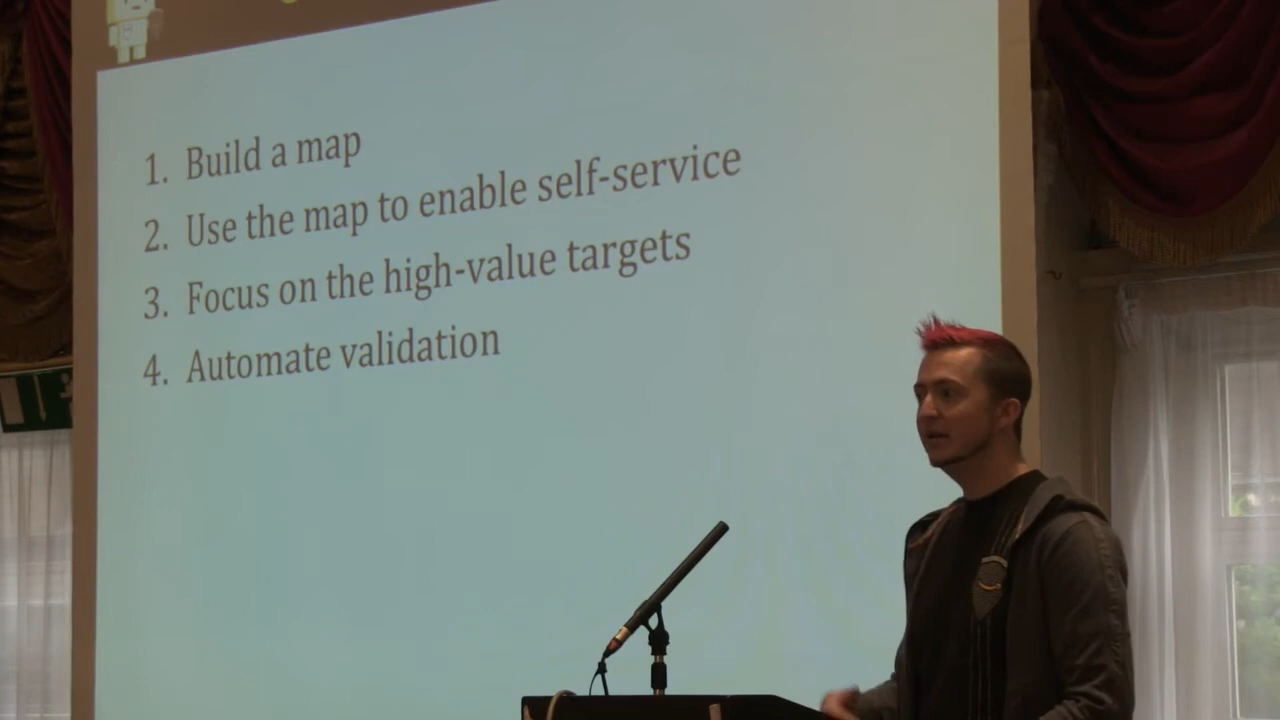 1. Build a map
2. Use the map to enable self-service
3. Focus on the high-value targets
4. Automate validation